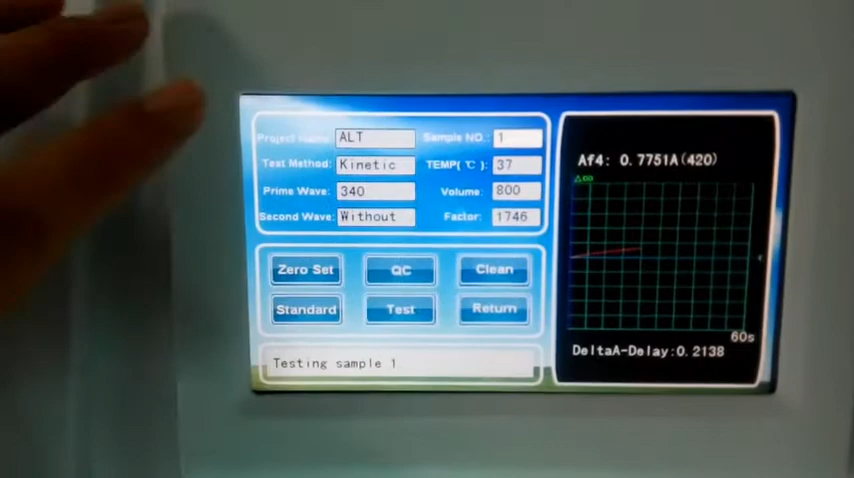 Project Name: ALT Sample NO.: 1
Test Method: Kinetic TEMP(℃): 37
Prime Wave: 340 Volume: 800
Second Wave: Without Factor: 1746
Zero Set QC Clean
Standard Test Return
Testing sample 1
Af4: 0.7751A(420)
60s
DeltaA-Delay:0.2138